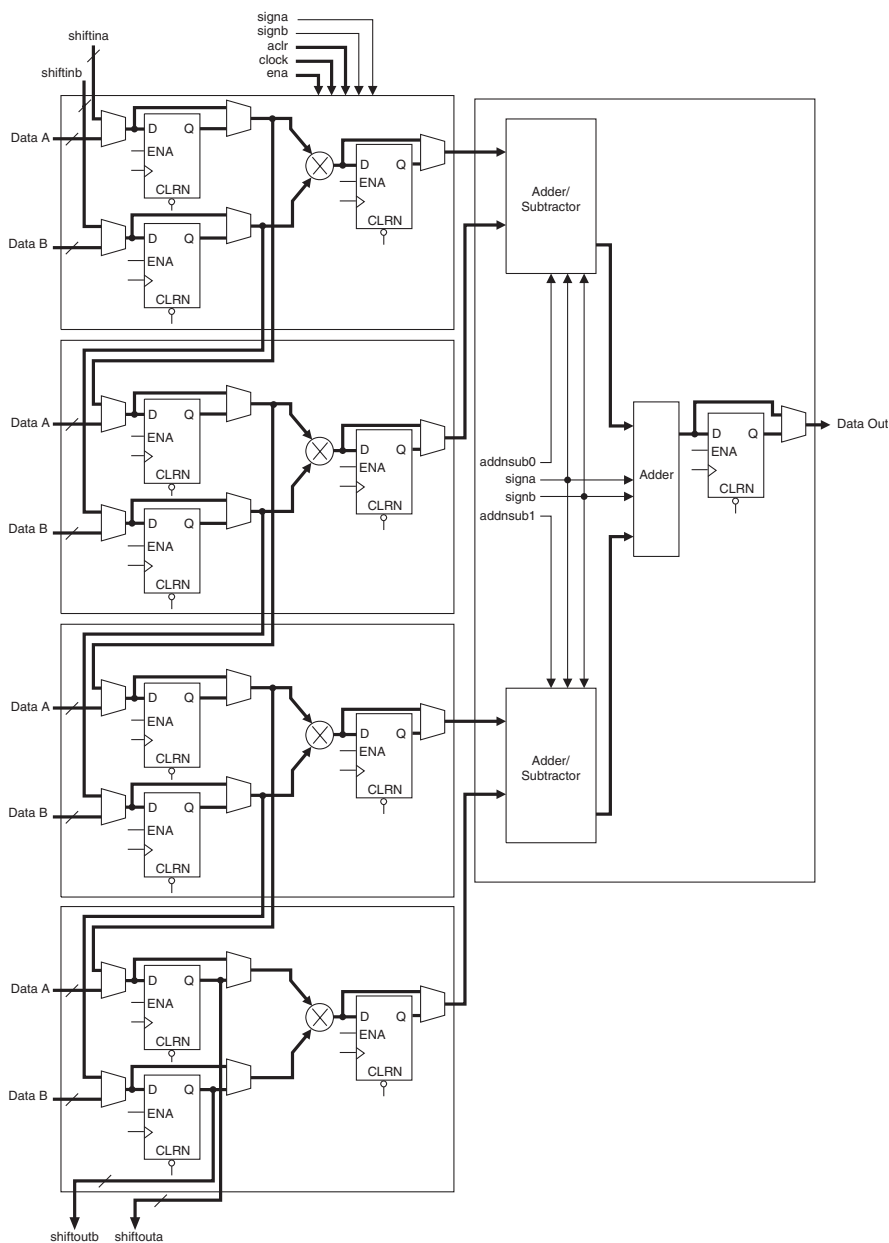 signa
signb
aclr
clock
ena
shiftina
shiftinb
Data A
D Q
ENA
CLRN
D Q
ENA
CLRN
Data B
D Q
ENA
CLRN
Adder/
Subtractor
Data A
D Q
ENA
CLRN
D Q
ENA
CLRN
Data B
D Q
ENA
CLRN
addnsub0
signa
signb
addnsub1
Adder
D Q
ENA
CLRN
Data Out
Data A
D Q
ENA
CLRN
D Q
ENA
CLRN
Data B
D Q
ENA
CLRN
Adder/
Subtractor
Data A
D Q
ENA
CLRN
D Q
ENA
CLRN
Data B
D Q
ENA
CLRN
shiftoutb shiftouta